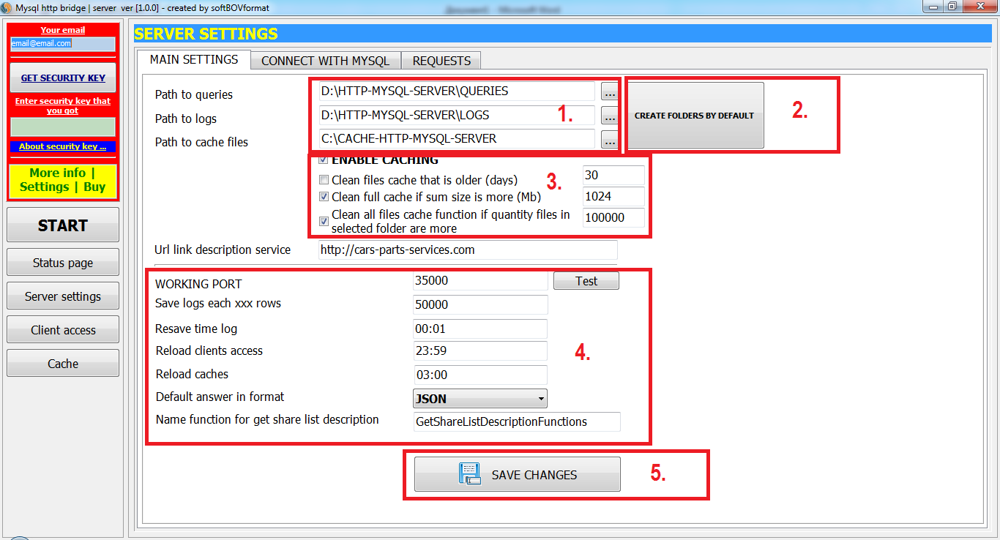 Mysql http bridge | server ver [1.0.0] - created by softBOVformat
Your email
email@email.com
GET SECURITY KEY
Enter security key that
you got
About security key ...
More info |
Settings | Buy
START
Status page
Server settings
Client access
Cache
SERVER SETTINGS
MAIN SETTINGS CONNECT WITH MYSQL REQUESTS
Path to queries D:\HTTP-MYSQL-SERVER\QUERIES ...
Path to logs D:\HTTP-MYSQL-SERVER\LOGS ...
Path to cache files C:\CACHE-HTTP-MYSQL-SERVER ...
1.
CREATE FOLDERS BY DEFAULT
2.
ENABLE CACHING
Clean files cache that is older (days) 30
Clean full cache if sum size is more (Mb) 1024
Clean all files cache function if quantity files in
selected folder are more 100000
3.
Url link description service http://cars-parts-services.com
WORKING PORT 35000 Test
Save logs each xxx rows 50000
Resave time log 00:01
Reload clients access 23:59
Reload caches 03:00
Default answer in format JSON
Name function for get share list description GetShareListDescriptionFunctions
4.
SAVE CHANGES
5.